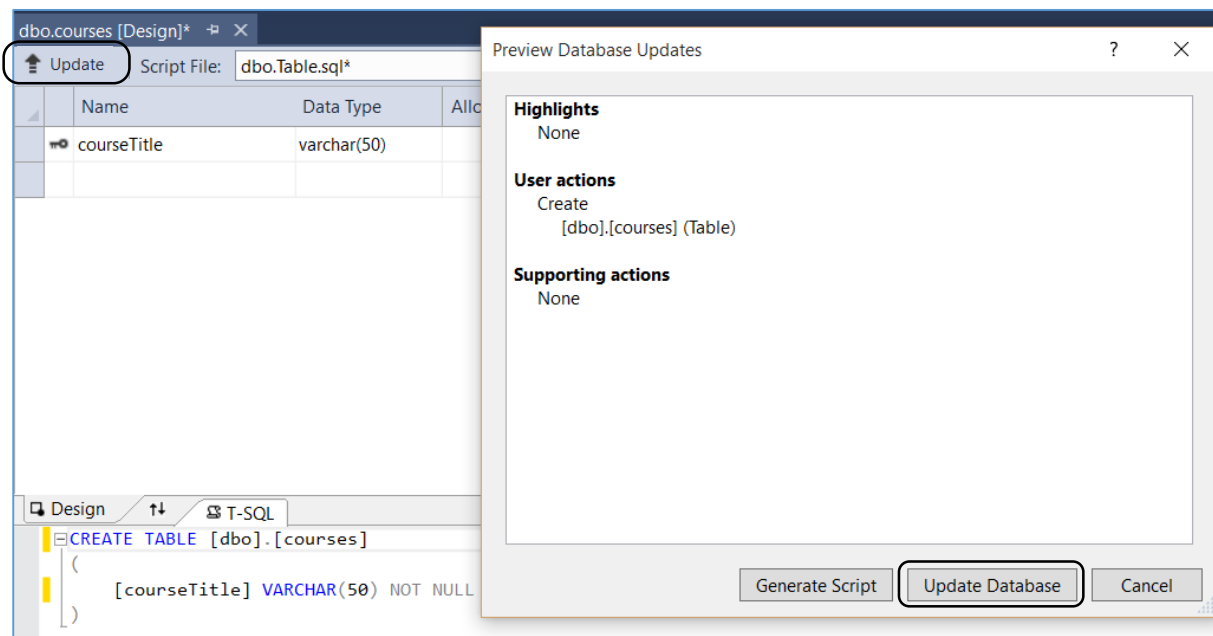 dbo.courses [Design]*
Update Script File: dbo.Table.sql*
Name Data Type
courseTitle varchar(50)
Design T-SQL
CREATE TABLE [dbo].[courses]
(
[courseTitle] VARCHAR(50) NOT NULL
)
Preview Database Updates ?
Highlights
None
User actions
Create
[dbo].[courses] (Table)
Supporting actions
None
Generate Script Update Database Cancel